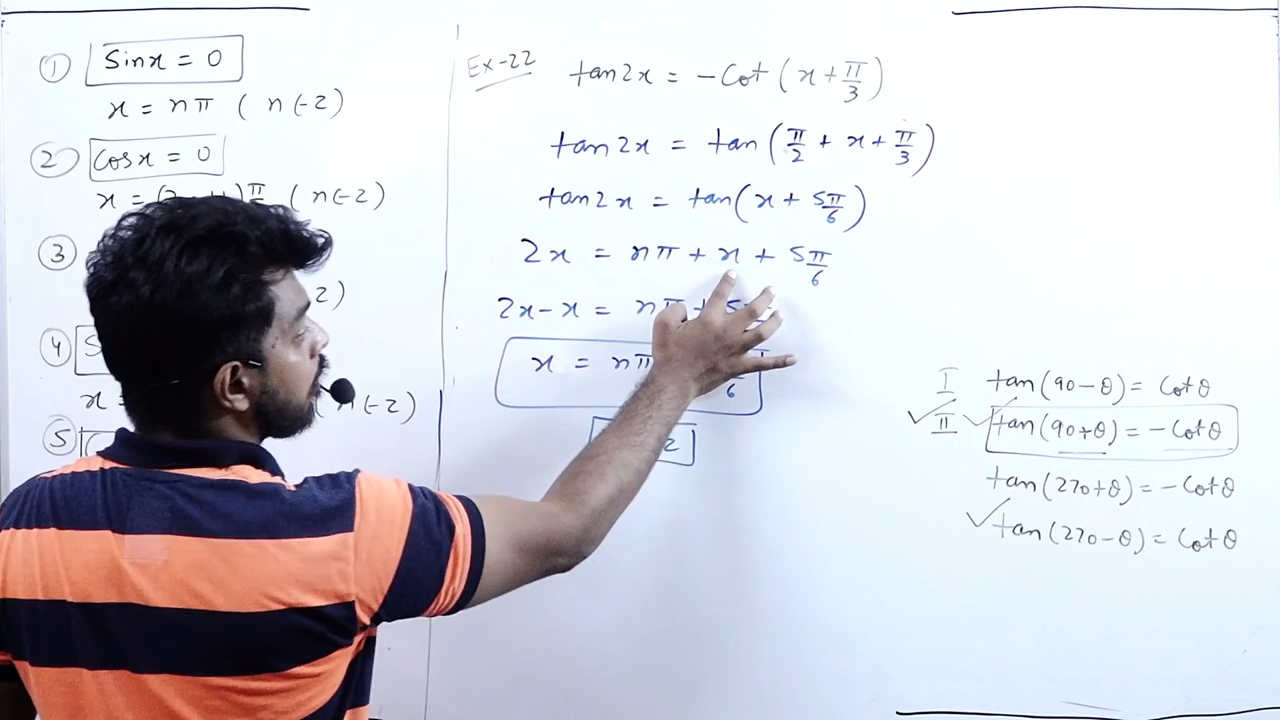 ① Sinx = 0
x = nπ ( n∈Z)
② Cosx = 0
x = π ( n∈Z)
③
Z)
④ S
x = ( n∈Z)
⑤
Ex-22 tan2x = -Cot (x+π/3)
tan2x = tan(π/2 + x + π/3)
tan2x = tan(x + 5π/6)
2x = nπ + x + 5π/6
2x-x = nπ + 5
x = nπ 6
Z
I tan(90-θ) = Cotθ
II tan(90+θ) = -Cotθ
tan(270+θ) = -Cotθ
tan(270-θ) = Cotθ